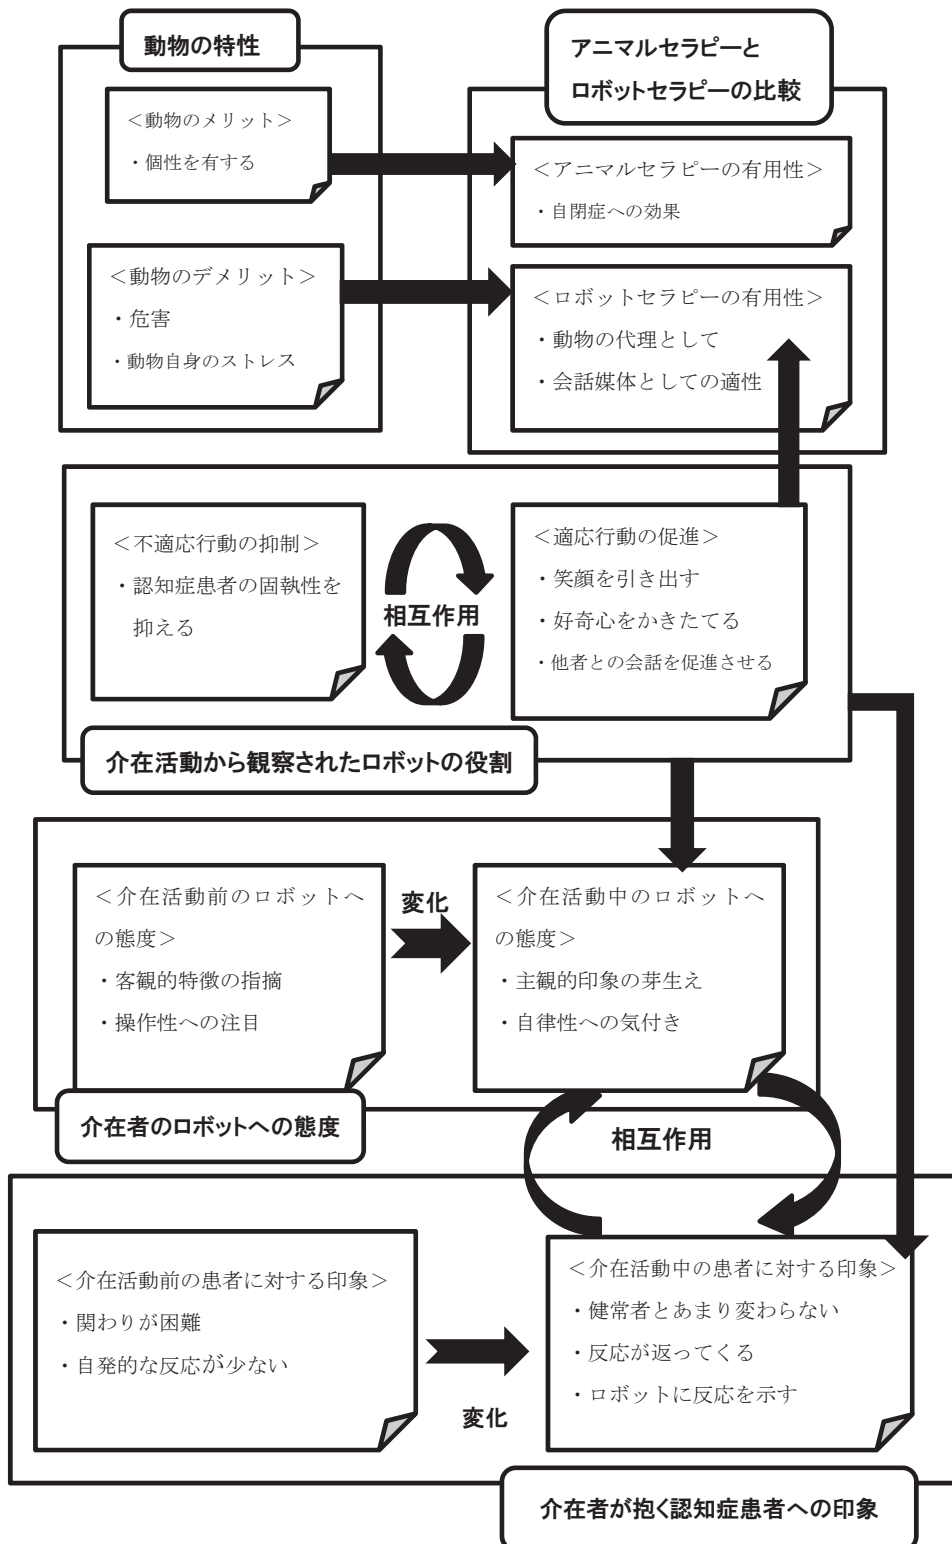 動物の特性
アニマルセラピーと
ロボットセラピーの比較
＜動物のメリット＞
・個性を有する
＜アニマルセラピーの有用性＞
・自閉症への効果
＜動物のデメリット＞
・危害
・動物自身のストレス
＜ロボットセラピーの有用性＞
・動物の代理として
・会話媒体としての適性
＜不適応行動の抑制＞
・認知症患者の固執性を
抑える
相互作用
＜適応行動の促進＞
・笑顔を引き出す
・好奇心をかきたてる
・他者との会話を促進させる
介在活動から観察されたロボットの役割
＜介在活動前のロボットへ
の態度＞
・客観的特徴の指摘
・操作性への注目
変化
＜介在活動中のロボットへ
の態度＞
・主観的印象の芽生え
・自律性への気付き
介在者のロボットへの態度
相互作用
＜介在活動前の患者に対する印象＞
・関わりが困難
・自発的な反応が少ない
変化
＜介在活動中の患者に対する印象＞
・健常者とあまり変わらない
・反応が返ってくる
・ロボットに反応を示す
介在者が抱く認知症患者への印象